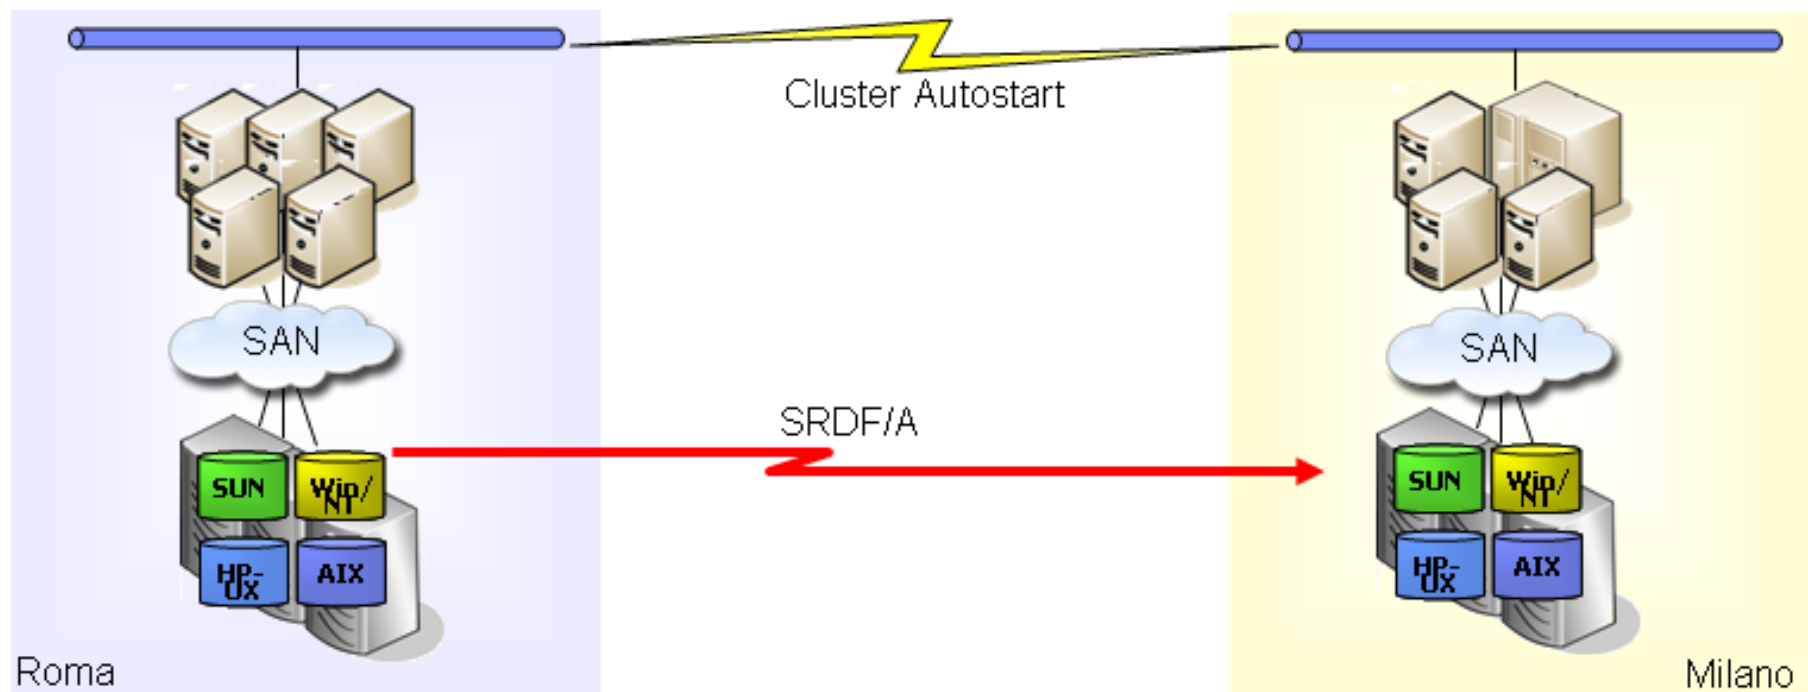 Cluster Autostart
SAN
SAN
SRDF/A
SUN
Win/
NT
HP-
UX
AIX
SUN
Win/
NT
HP-
UX
AIX
Roma
Milano